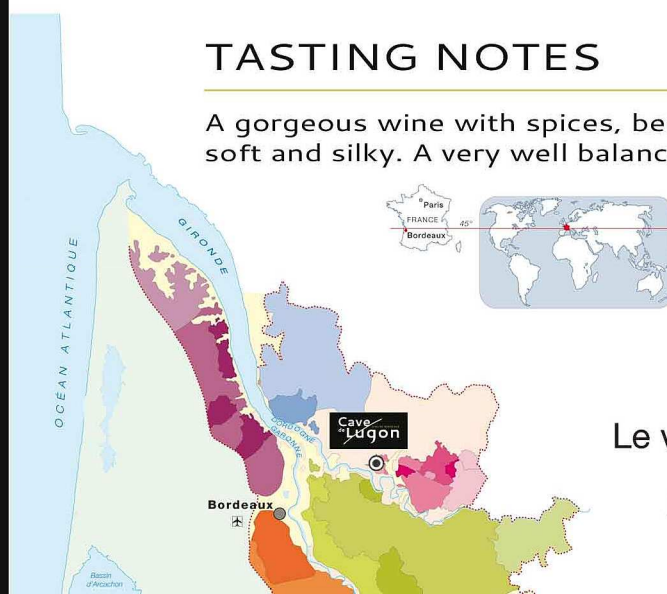 TASTING NOTES
A gorgeous wine with spices, be
soft and silky. A very well balanc
Paris
FRANCE
45°
Bordeaux
GIRONDE
OCÉAN ATLANTIQUE
DORDOGNE
GARONNE
Cave
de Lugon
Le v
Bordeaux
Bassin
d'Arcachon